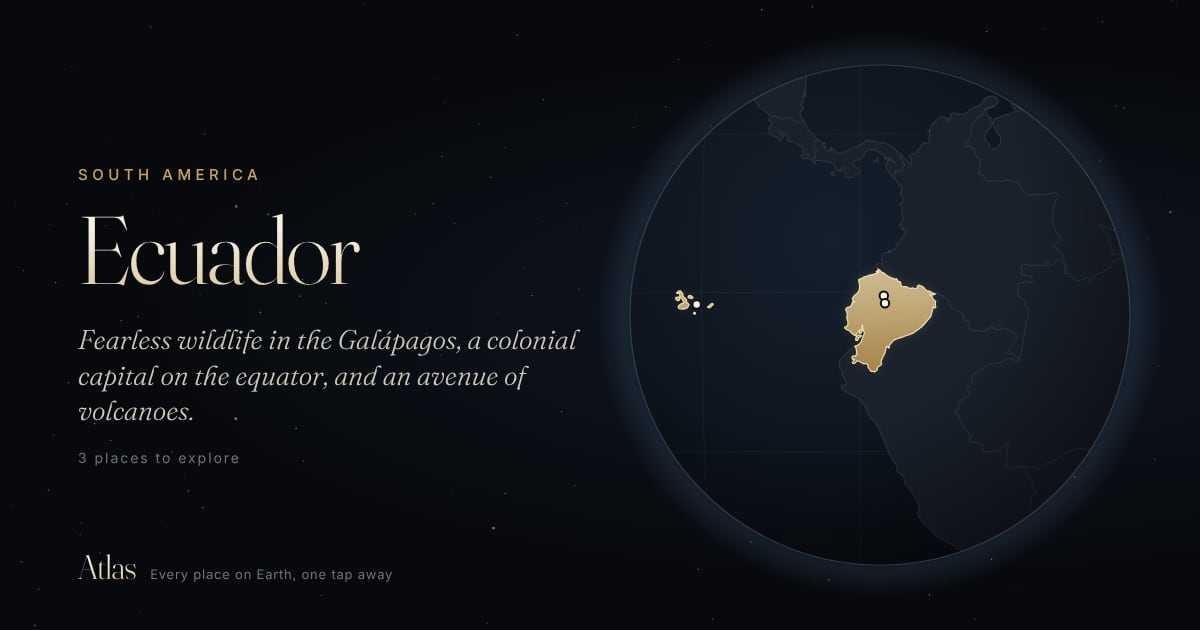 SOUTH AMERICA
Ecuador
Fearless wildlife in the Galápagos, a colonial
capital on the equator, and an avenue of
volcanoes.
3 places to explore
Atlas Every place on Earth, one tap away